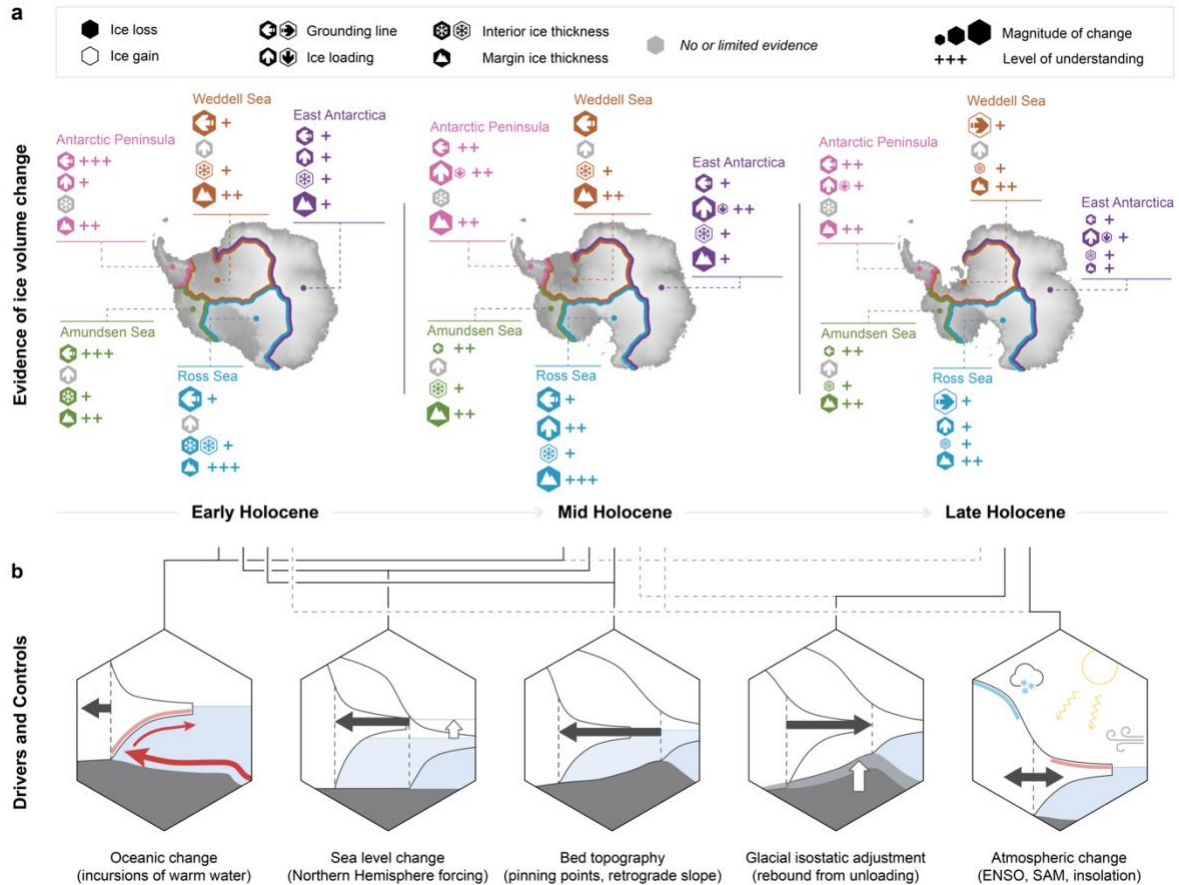 a
Ice loss
Ice gain
Grounding line
Ice loading
Interior ice thickness
Margin ice thickness
No or limited evidence
Magnitude of change
+++ Level of understanding
Evidence of ice volume change
Antarctic Peninsula
+++
+
++
Weddell Sea
+
+
++
East Antarctica
+
+
+
+
Amundsen Sea
+++
+
++
Ross Sea
+
+
+++
Antarctic Peninsula
++
++
++
Weddell Sea
+
++
East Antarctica
+
++
+
+
Amundsen Sea
++
+
++
Ross Sea
+
++
+
+++
Antarctic Peninsula
++
+
++
Weddell Sea
+
+
++
East Antarctica
+
+
+
+
Amundsen Sea
++
+
++
Ross Sea
+
+
+
++
Early Holocene
Mid Holocene
Late Holocene
b
Drivers and Controls
Oceanic change
(incursions of warm water)
Sea level change
(Northern Hemisphere forcing)
Bed topography
(pinning points, retrograde slope)
Glacial isostatic adjustment
(rebound from unloading)
Atmospheric change
(ENSO, SAM, insolation)